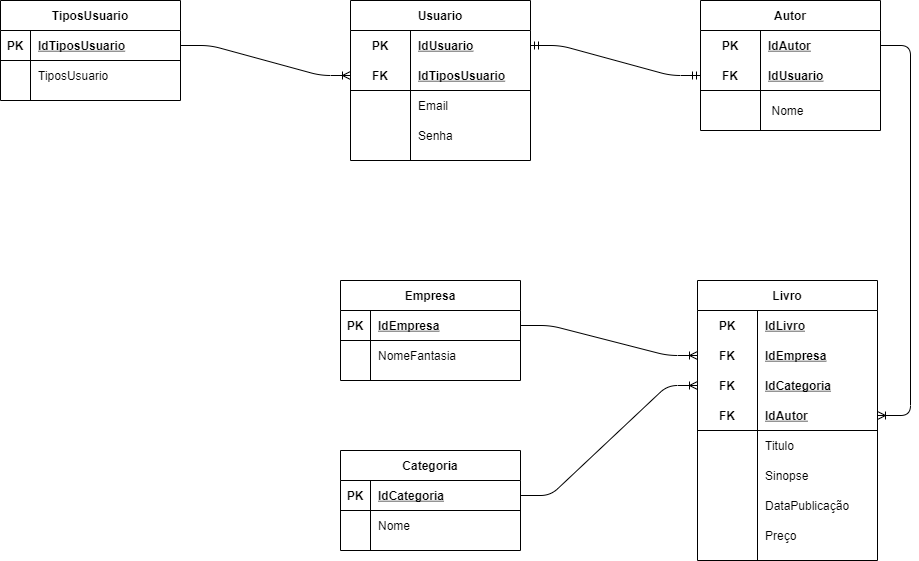 TiposUsuario
PK IdTiposUsuario
TiposUsuario
Usuario
PK IdUsuario
FK IdTiposUsuario
Email
Senha
Autor
PK IdAutor
FK IdUsuario
Nome
Empresa
PK IdEmpresa
NomeFantasia
Categoria
PK IdCategoria
Nome
Livro
PK IdLivro
FK IdEmpresa
FK IdCategoria
FK IdAutor
Titulo
Sinopse
DataPublicação
Preço